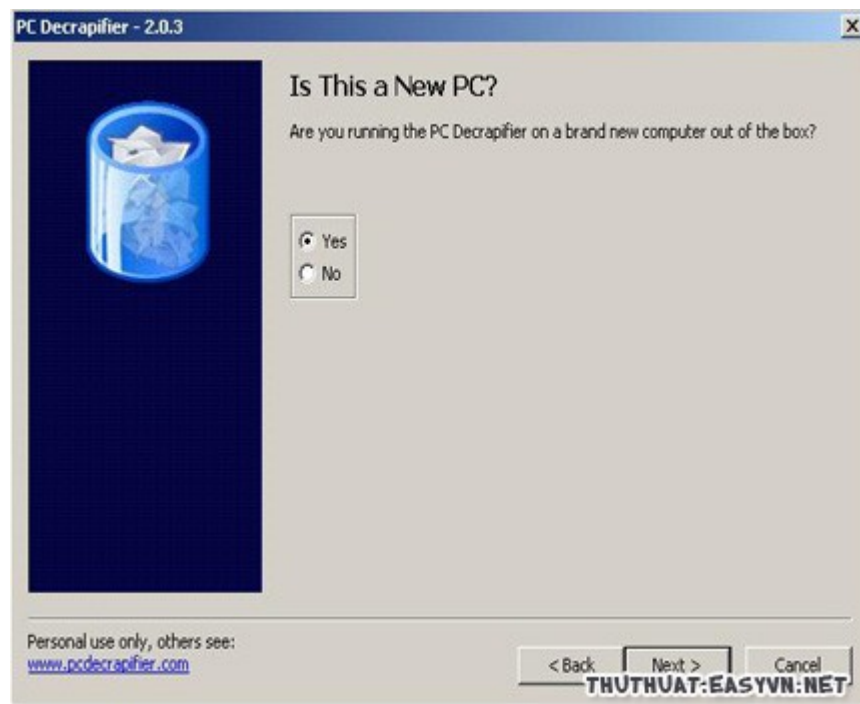 PC Decrapifier - 2.0.3
Is This a New PC?
Are you running the PC Decrapifier on a brand new computer out of the box?
Yes
No
Personal use only, others see:
www.pcdecrapifier.com
< Back
Next >
Cancel
THUTHUAT:EASYVN:NET